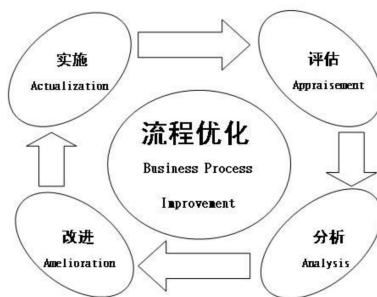 实施
Actualization
评估
Appraisement
流程优化
Business Process
Improvement
改进
Amelioration
分析
Analysis